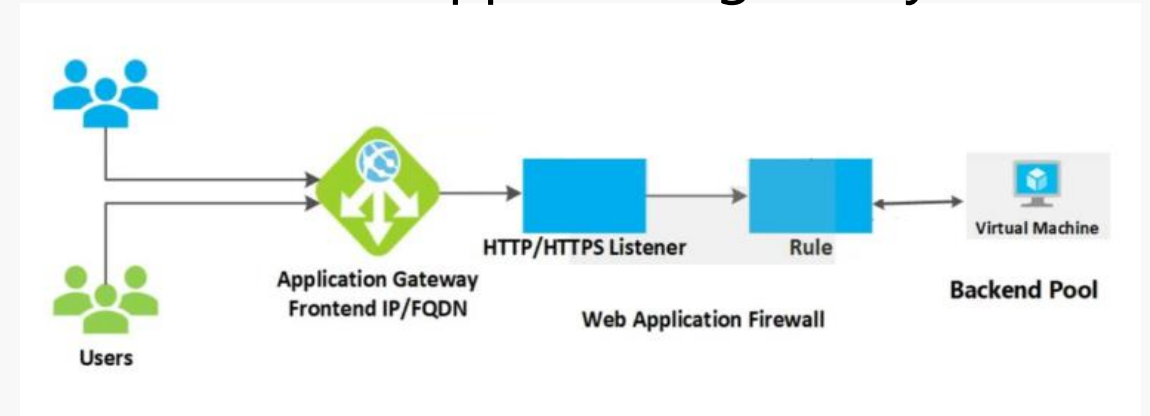 HTTP/HTTPS Listener
Rule
Virtual Machine
Application Gateway
Frontend IP/FQDN
Web Application Firewall
Backend Pool
Users